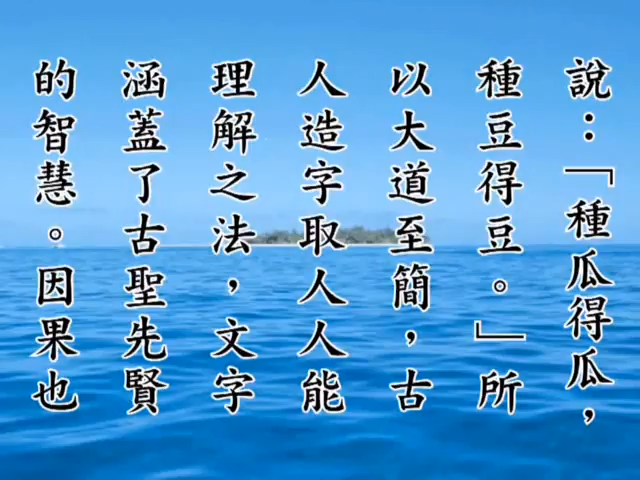 說：「種瓜得瓜，
種豆得豆。」所
以大道至簡，古
人造字取人人能
理解之法，文字
涵蓋了古聖先賢
的智慧。因果也